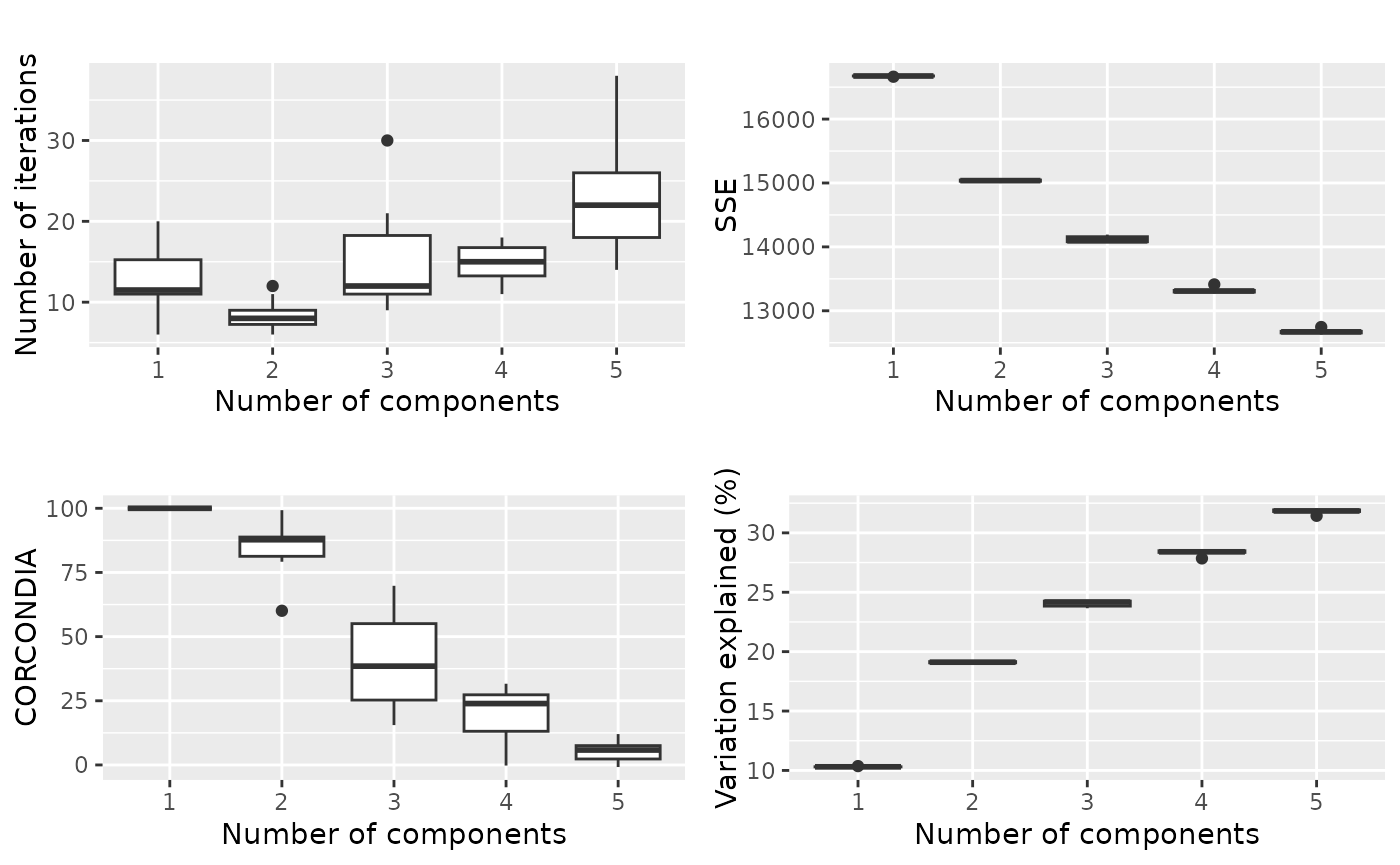 Number of iterations
30
20
10
1 2 3 4 5
Number of components
SSE
16000
15000
14000
13000
1 2 3 4 5
Number of components
CORCONDIA
100
75
50
25
0
1 2 3 4 5
Number of components
Variation explained (%)
30
25
20
15
10
1 2 3 4 5
Number of components